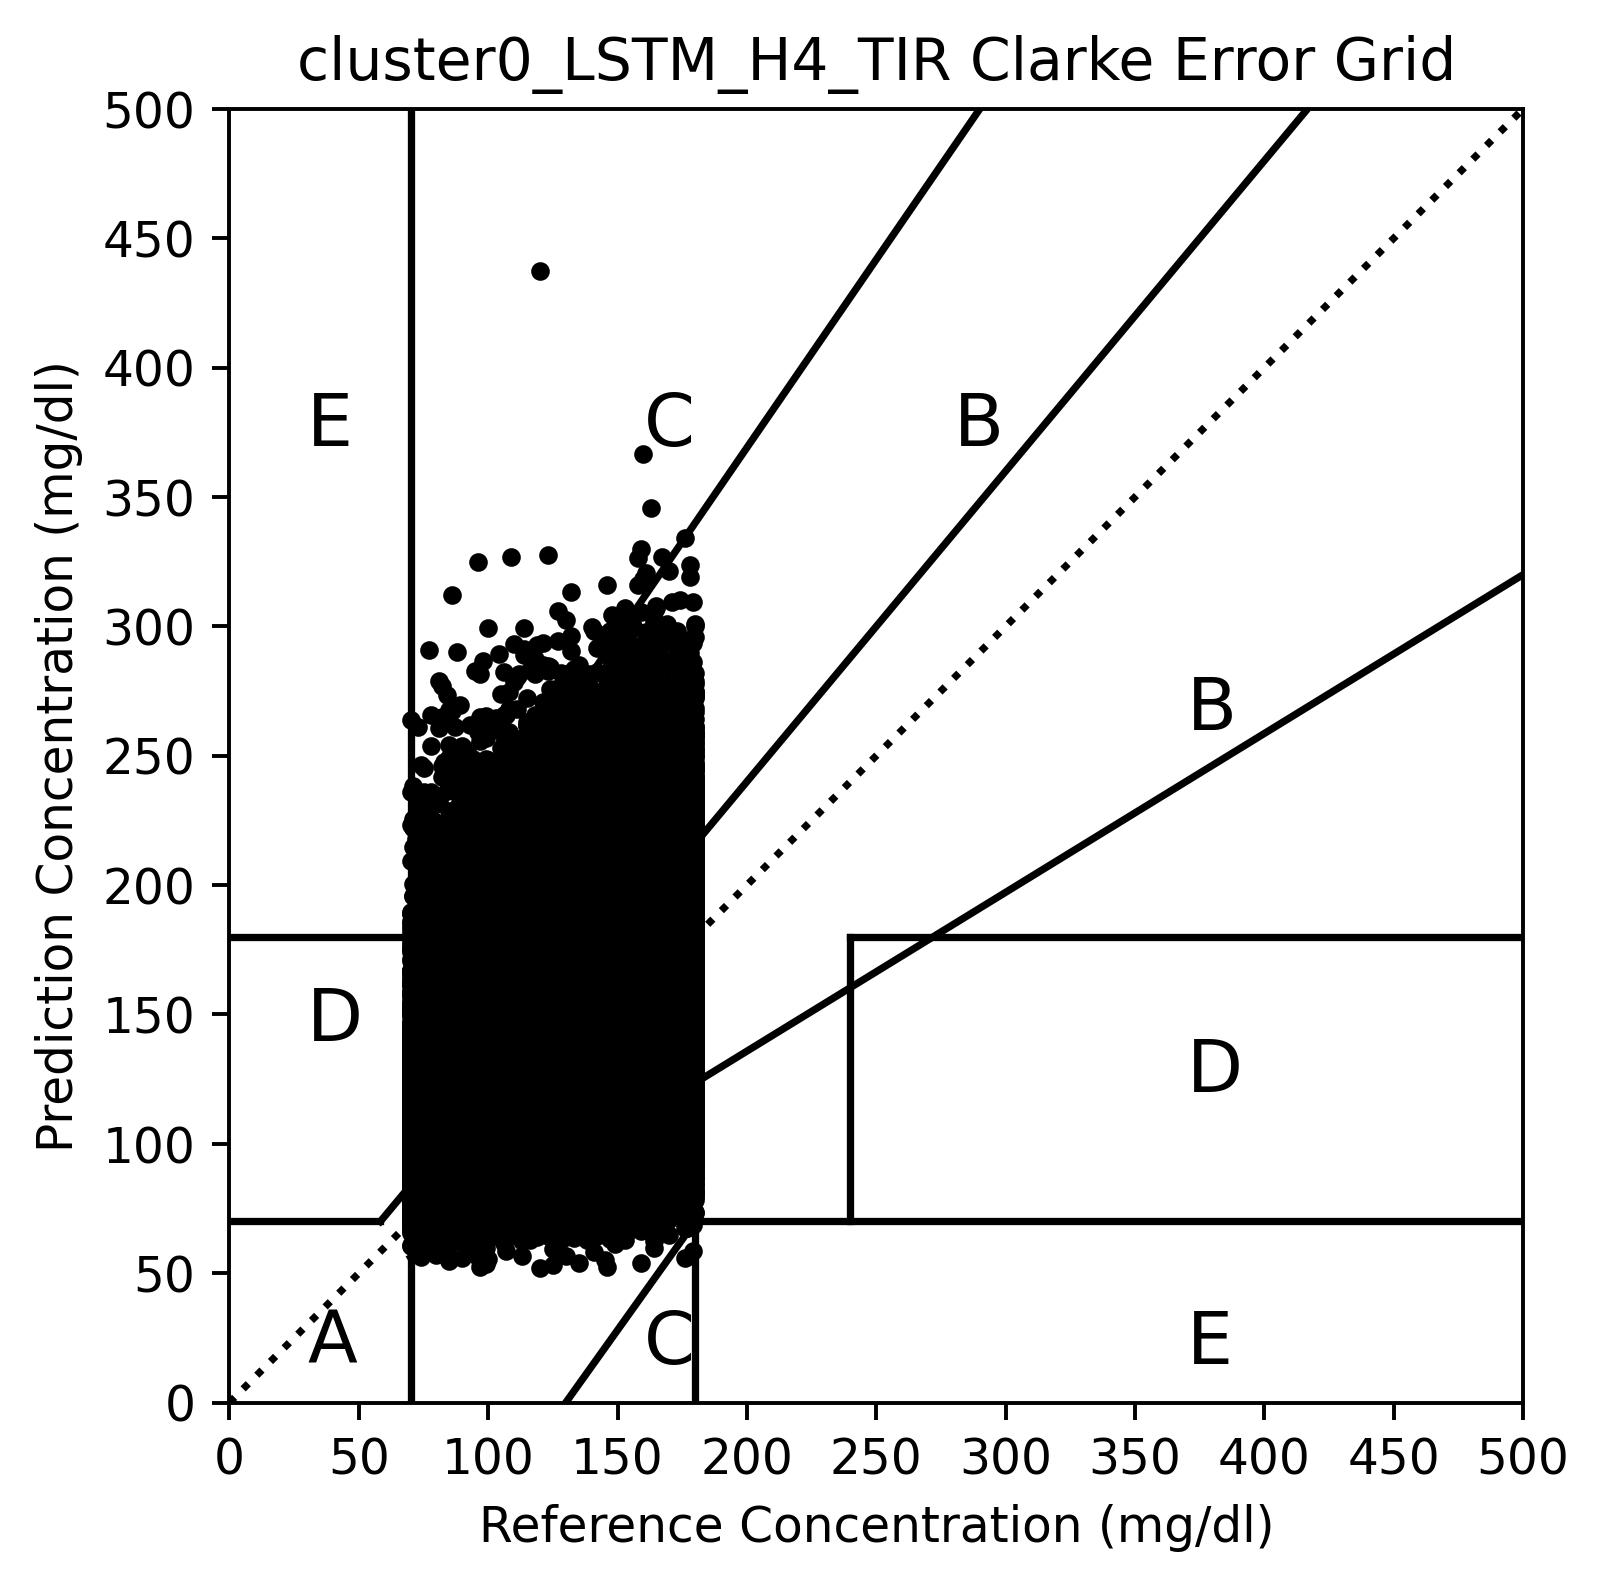 cluster0_LSTM_H4_TIR Clarke Error Grid
Prediction Concentration (mg/dl)
500
450
400
350
300
250
200
150
100
50
0
E
C
B
B
D
D
A
C
E
0 50 100 150 200 250 300 350 400 450 500
Reference Concentration (mg/dl)